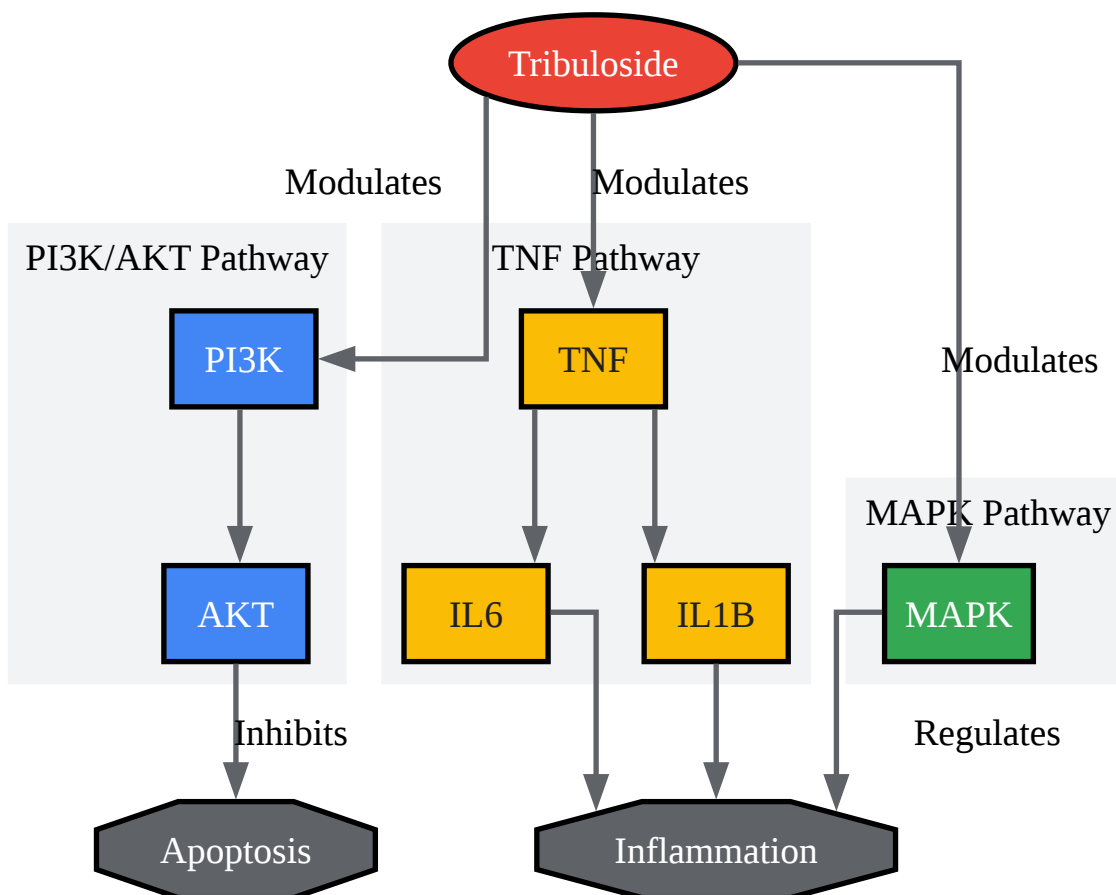 Tribuloside
Modulates
Modulates
PI3K/AKT Pathway
TNF Pathway
PI3K
TNF
Modulates
MAPK Pathway
AKT
IL6
IL1B
MAPK
Inhibits
Regulates
Apoptosis
Inflammation